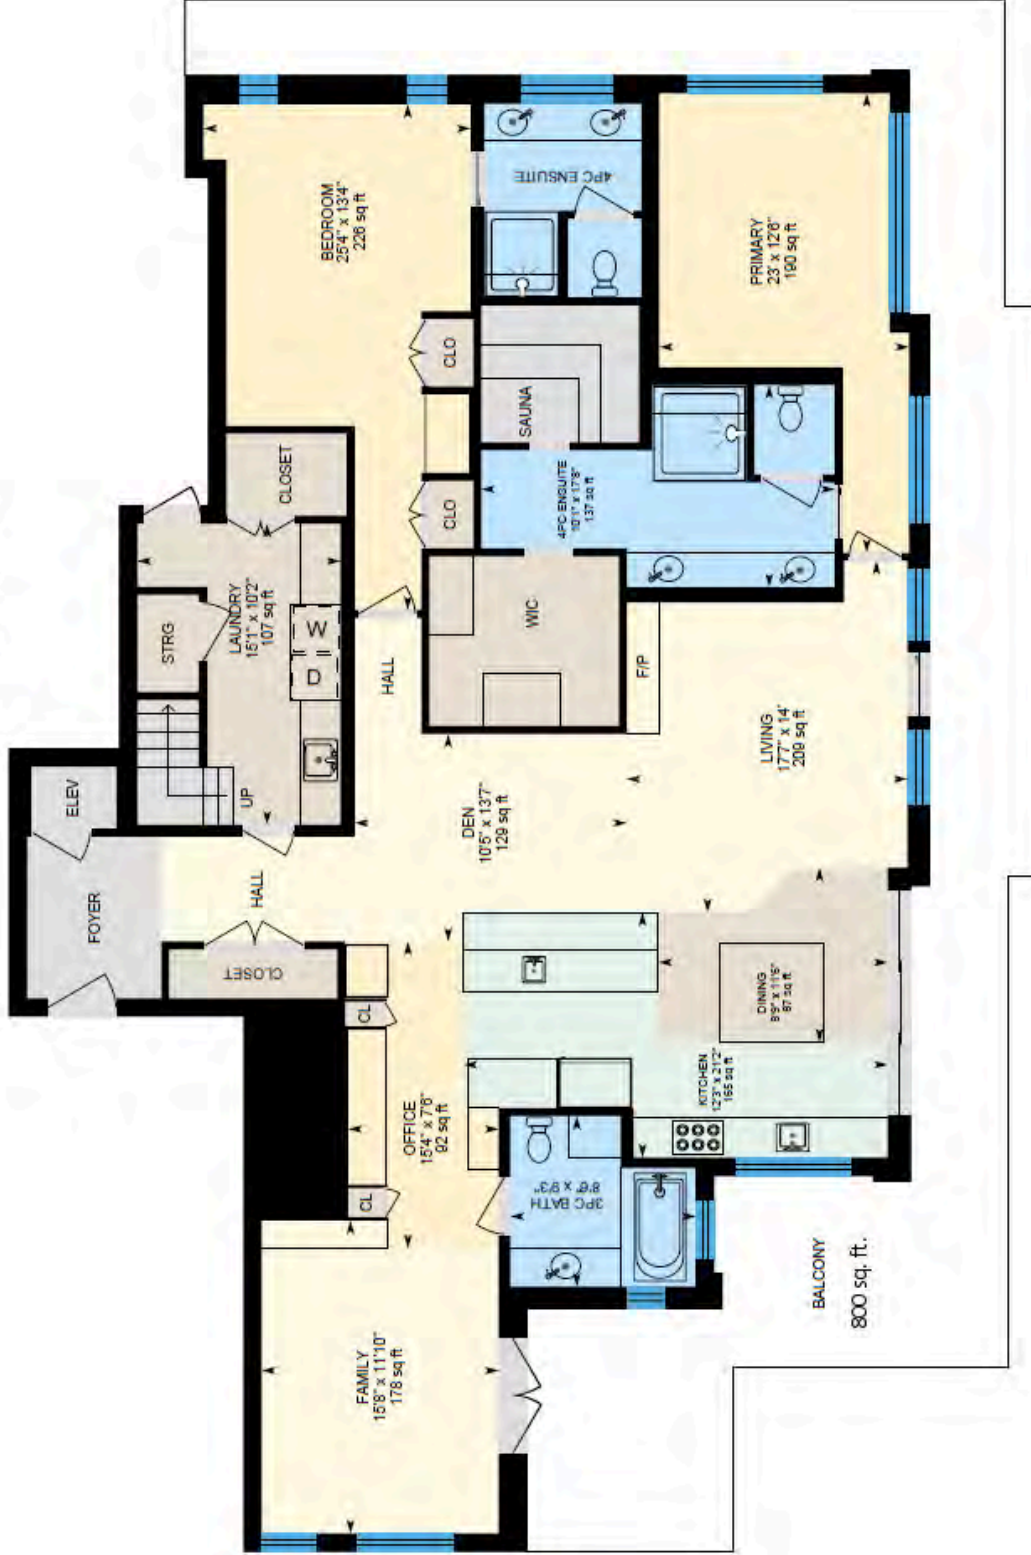 BEDROOM
25'4" x 13'4"
226 sq ft
4PC ENSUITE
PRIMARY
23' x 12'6"
190 sq ft
CLO
SAUNA
CLOSET
CLO
4PC ENSUITE
10'1" x 17'8"
137 sq ft
STRG
LAUNDRY
15'1" x 10'2"
107 sq ft
W
D
HALL
WIC
F/P
ELEV
UP
LIVING
17'7" x 14'
209 sq ft
DEN
10'5" x 13'7"
129 sq ft
FOYER
HALL
CLOSET
CL
DINING
8'9" x 11'6"
87 sq ft
OFFICE
15'4" x 7'6"
92 sq ft
KITCHEN
12'3" x 21'2"
165 sq ft
CL
3PC BATH
8'6" x 9'3"
FAMILY
15'8" x 11'10"
178 sq ft
BALCONY
800 sq. ft.